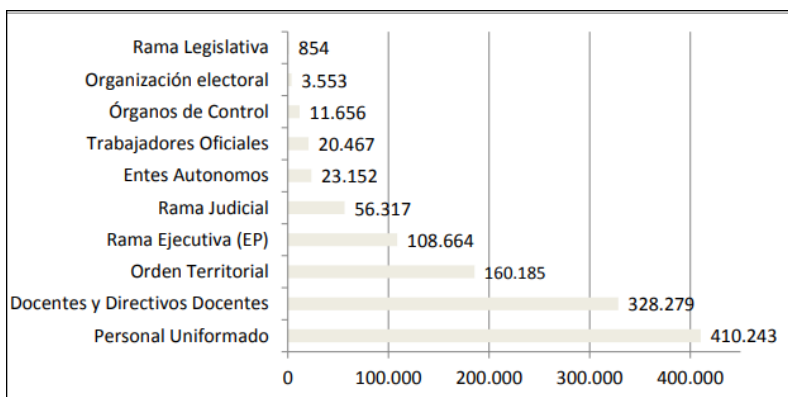 Rama Legislativa 854
Organización electoral 3.553
Órganos de Control 11.656
Trabajadores Oficiales 20.467
Entes Autonomos 23.152
Rama Judicial 56.317
Rama Ejecutiva (EP) 108.664
Orden Territorial 160.185
Docentes y Directivos Docentes 328.279
Personal Uniformado 410.243
0 100.000 200.000 300.000 400.000